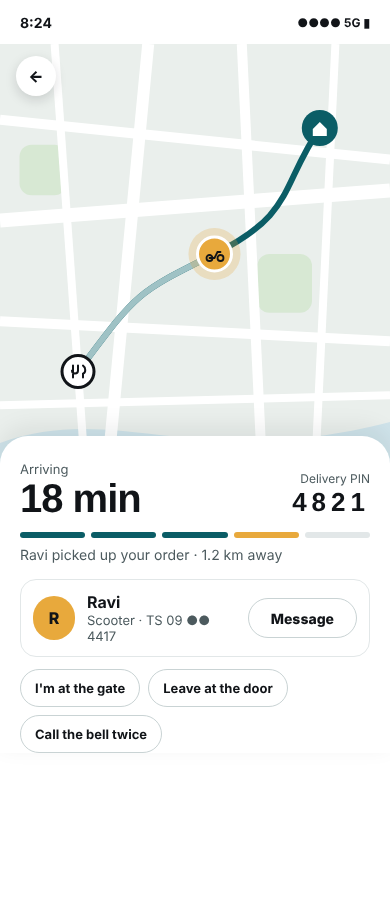 8:24
●●●● 5G ▮
Arriving
18 min
Delivery PIN
4821
Ravi picked up your order · 1.2 km away
R
Ravi
Scooter · TS 09 ●●
4417
Message
I'm at the gate
Leave at the door
Call the bell twice